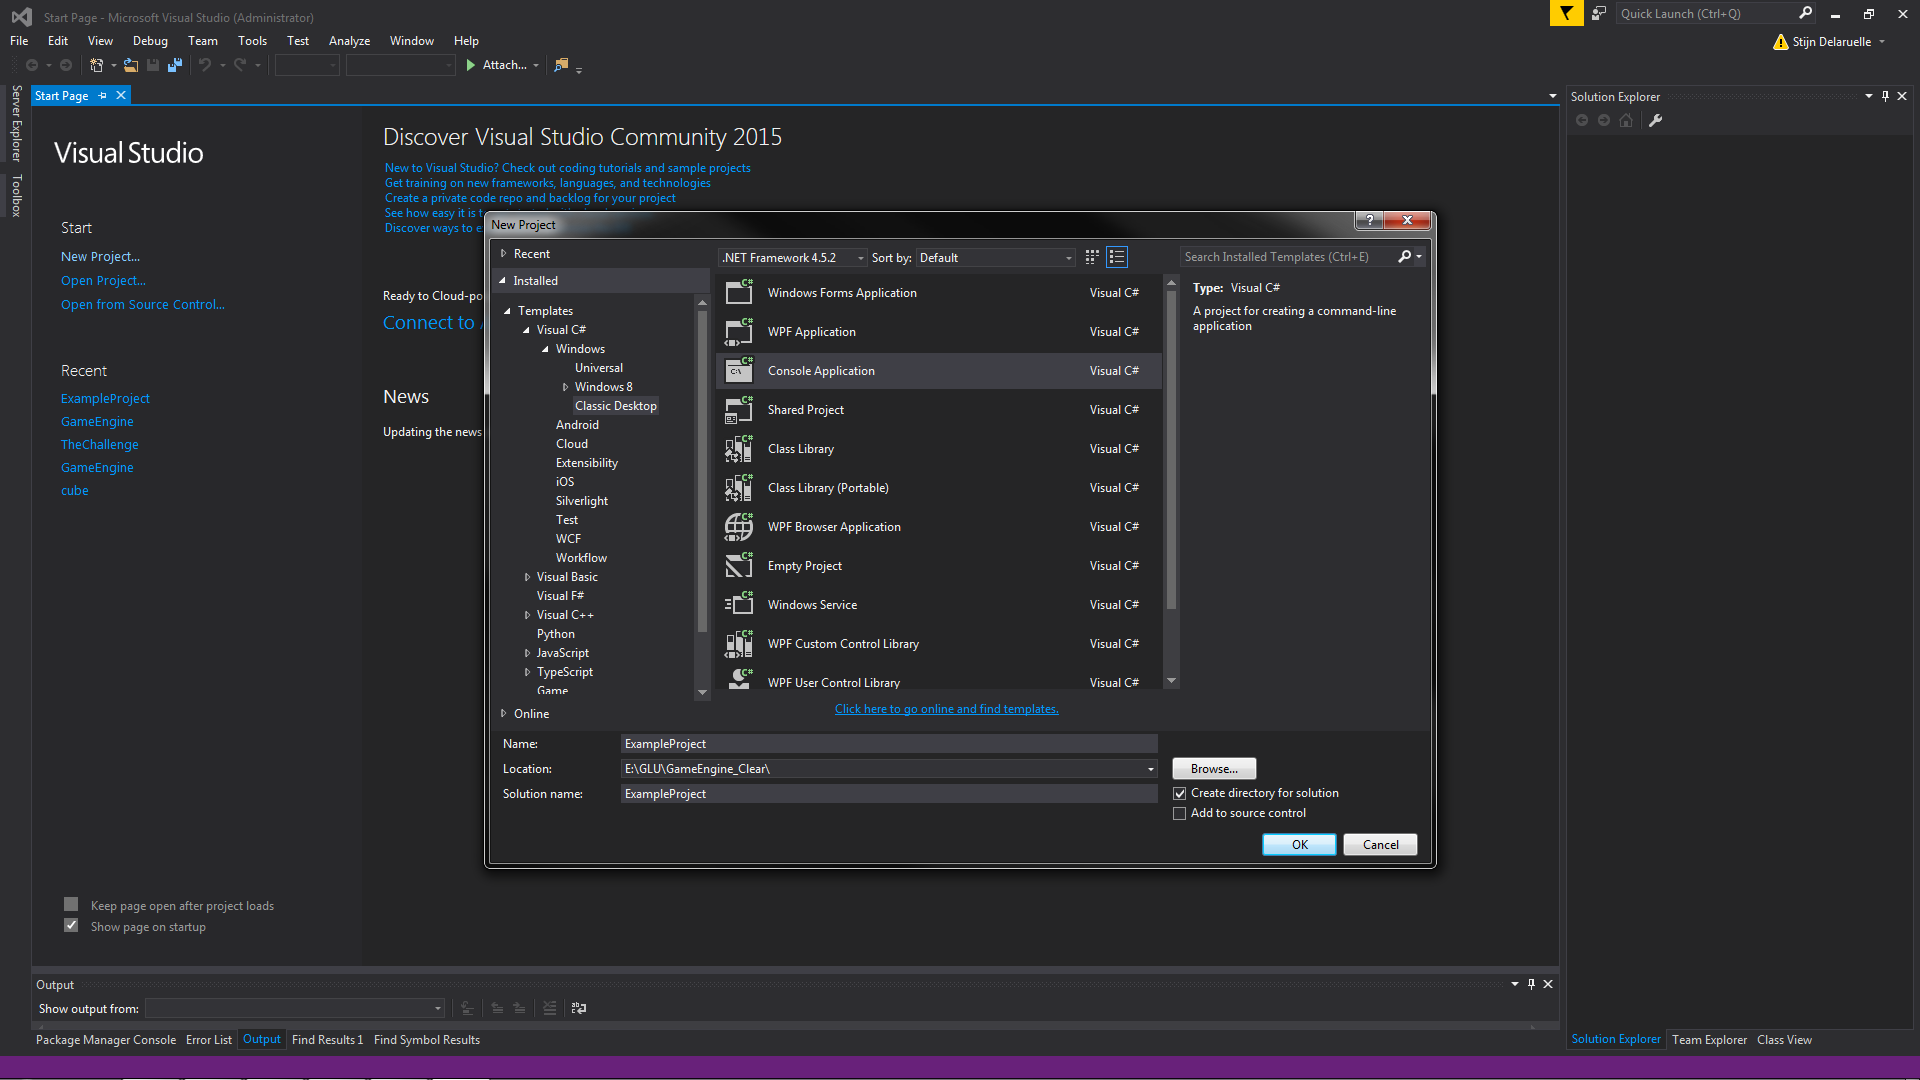 Start Page - Microsoft Visual Studio (Administrator)
Quick Launch (Ctrl+Q)
File Edit View Debug Team Tools Test Analyze Window Help
Stijn Delaruelle
Attach...
Server Explorer
Toolbox
Start Page
Visual Studio
Start
New Project...
Open Project...
Open from Source Control...
Recent
ExampleProject
GameEngine
TheChallenge
GameEngine
cube
Keep page open after project loads
Show page on startup
Discover Visual Studio Community 2015
New to Visual Studio? Check out coding tutorials and sample projects
Get training on new frameworks, languages, and technologies
Create a private code repo and backlog for your project
See how easy it is
Discover ways to
Ready to
Connect to
News
Updating the news
New Project
?
Recent
Installed
Templates
Visual C#
Windows
Universal
Windows 8
Classic Desktop
Android
Cloud
Extensibility
iOS
Silverlight
Test
WCF
Workflow
Visual Basic
Visual F#
Visual C++
Python
JavaScript
TypeScript
Game
Online
.NET Framework 4.5.2 Sort by: Default
Search Installed Templates (Ctrl+E)
Windows Forms Application Visual C#
WPF Application Visual C#
Console Application Visual C#
Shared Project Visual C#
Class Library Visual C#
Class Library (Portable) Visual C#
WPF Browser Application Visual C#
Empty Project Visual C#
Windows Service Visual C#
WPF Custom Control Library Visual C#
WPF User Control Library Visual C#
Click here to go online and find templates.
Type: Visual C#
A project for creating a command-line
application
Name: ExampleProject
Location: E:\GLU\GameEngine_Clear\
Browse...
Solution name: ExampleProject
Create directory for solution
Add to source control
OK Cancel
Output
Show output from:
Package Manager Console Error List Output Find Results 1 Find Symbol Results
Solution Explorer
Solution Explorer Team Explorer Class View